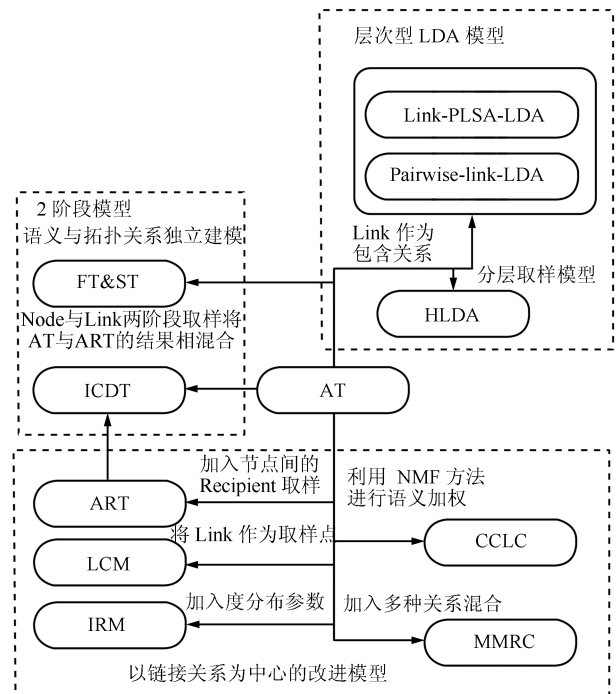 层次型 LDA 模型
Link-PLSA-LDA
Pairwise-link-LDA
Link 作为
包含关系
分层取样模型
HLDA
2 阶段模型
语义与拓扑关系独立建模
FT&ST
Node与Link两阶段取样将
AT与ART的结果相混合
ICDT
AT
加入节点间的
Recipient 取样
利用 NMF 方法
进行语义加权
ART
将 Link 作为取样点
CCLC
LCM
加入度分布参数
加入多种关系混合
IRM
MMRC
以链接关系为中心的改进模型